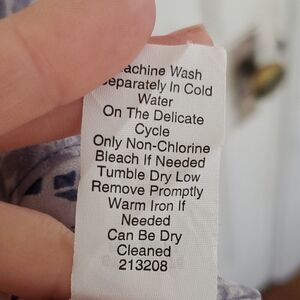 achine Wash
eparately In Cold
Water
On The Delicate
Cycle
Only Non-Chlorine
Bleach If Needed
Tumble Dry Low
Remove Promptly
Warm Iron If
Needed
Can Be Dry
Cleaned
213208